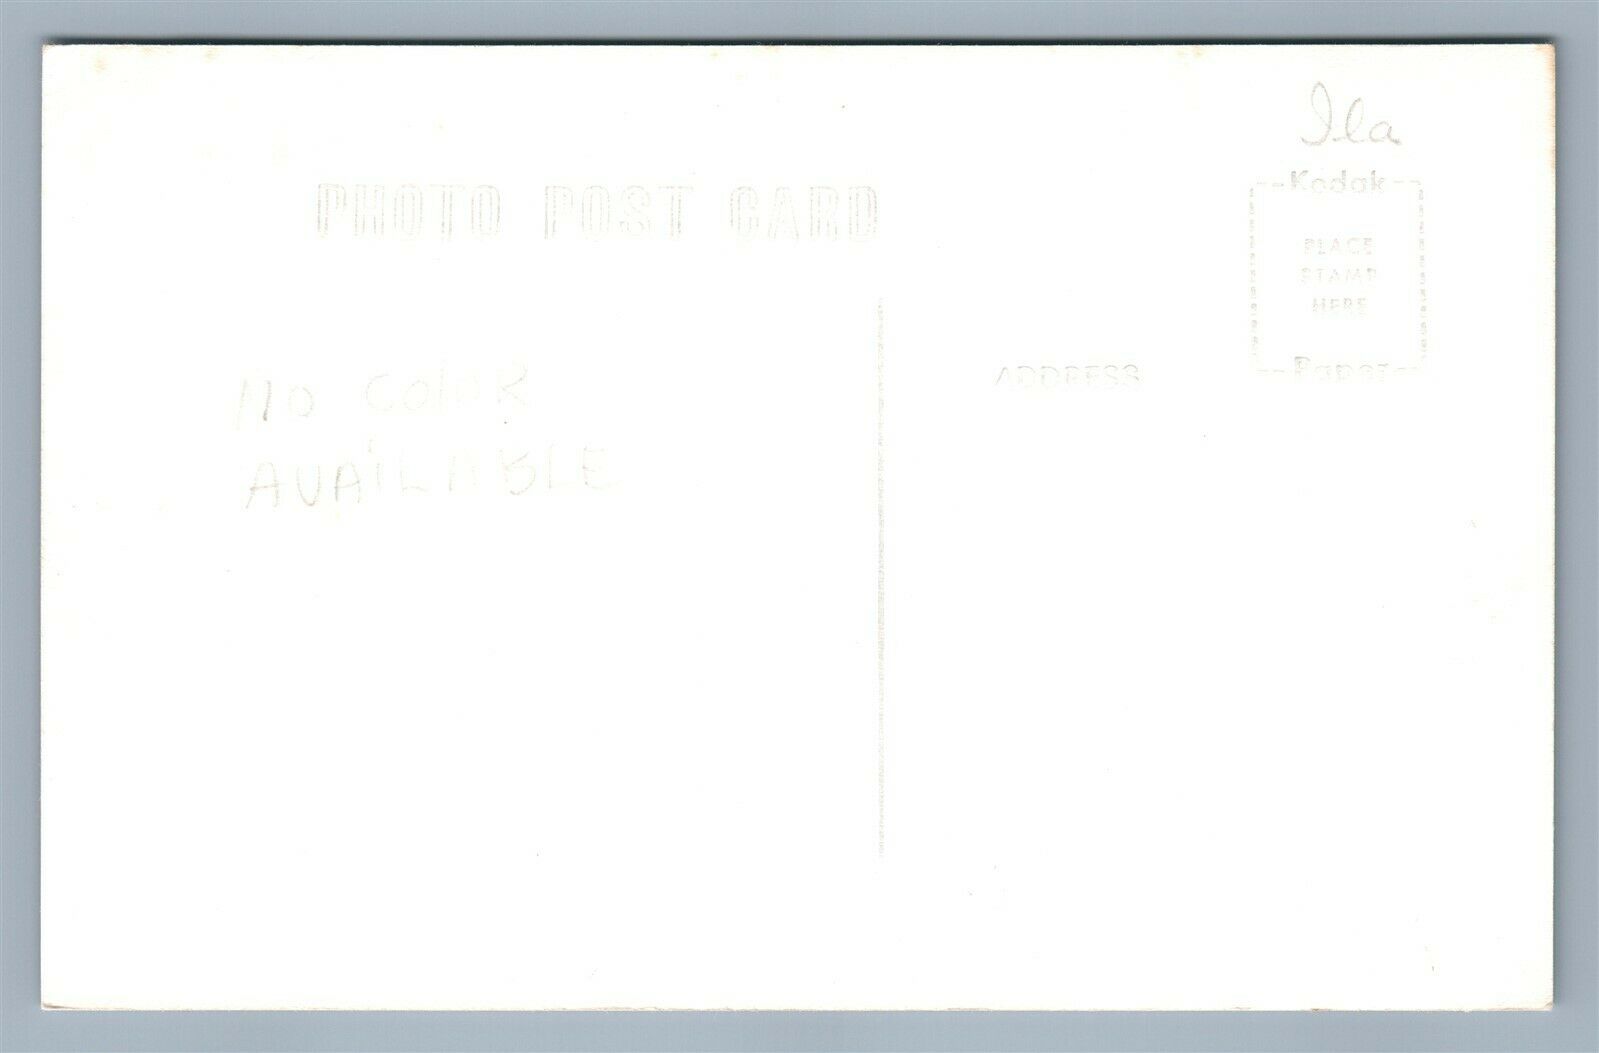 Ila
Kodak
PHOTO POST CARD
PLACE
STAMP
HERE
Paper
ADDRESS
NO COLOR
AVAILABLE